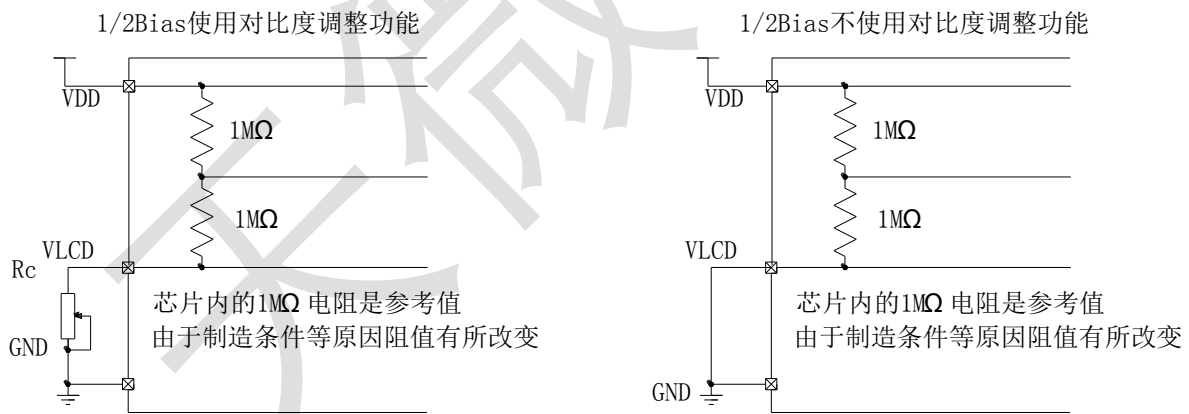 1/2Bias使用对比度调整功能
VDD
1MΩ
1MΩ
VLCD
Rc
芯片内的1MΩ 电阻是参考值
由于制造条件等原因阻值有所改变
GND
1/2Bias不使用对比度调整功能
VDD
1MΩ
1MΩ
VLCD
芯片内的1MΩ 电阻是参考值
由于制造条件等原因阻值有所改变
GND
天微